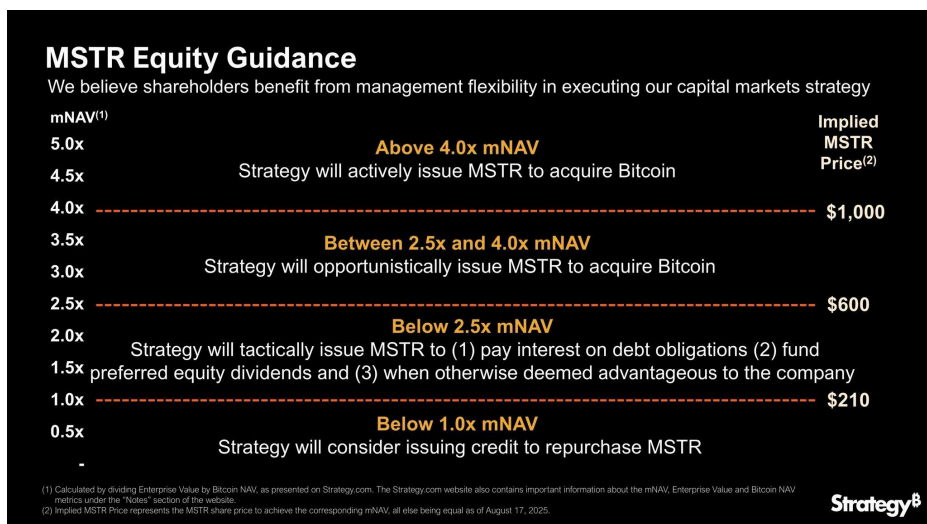 MSTR Equity Guidance
We believe shareholders benefit from management flexibility in executing our capital markets strategy
mNAV(1)
Implied
MSTR
Price(2)
5.0x
Above 4.0x mNAV
4.5x
Strategy will actively issue MSTR to acquire Bitcoin
4.0x
$1,000
3.5x
Between 2.5x and 4.0x mNAV
3.0x
Strategy will opportunistically issue MSTR to acquire Bitcoin
2.5x
$600
Below 2.5x mNAV
2.0x
Strategy will tactically issue MSTR to (1) pay interest on debt obligations (2) fund
1.5x
preferred equity dividends and (3) when otherwise deemed advantageous to the company
1.0x
$210
Below 1.0x mNAV
0.5x
Strategy will consider issuing credit to repurchase MSTR
-
(1) Calculated by dividing Enterprise Value by Bitcoin NAV, as presented on Strategy.com. The Strategy.com website also contains important information about the mNAV, Enterprise Value and Bitcoin NAV
metrics under the “Notes” section of the website.
(2) Implied MSTR Price represents the MSTR share price to achieve the corresponding mNAV, all else being equal as of August 17, 2025.
Strategy₿